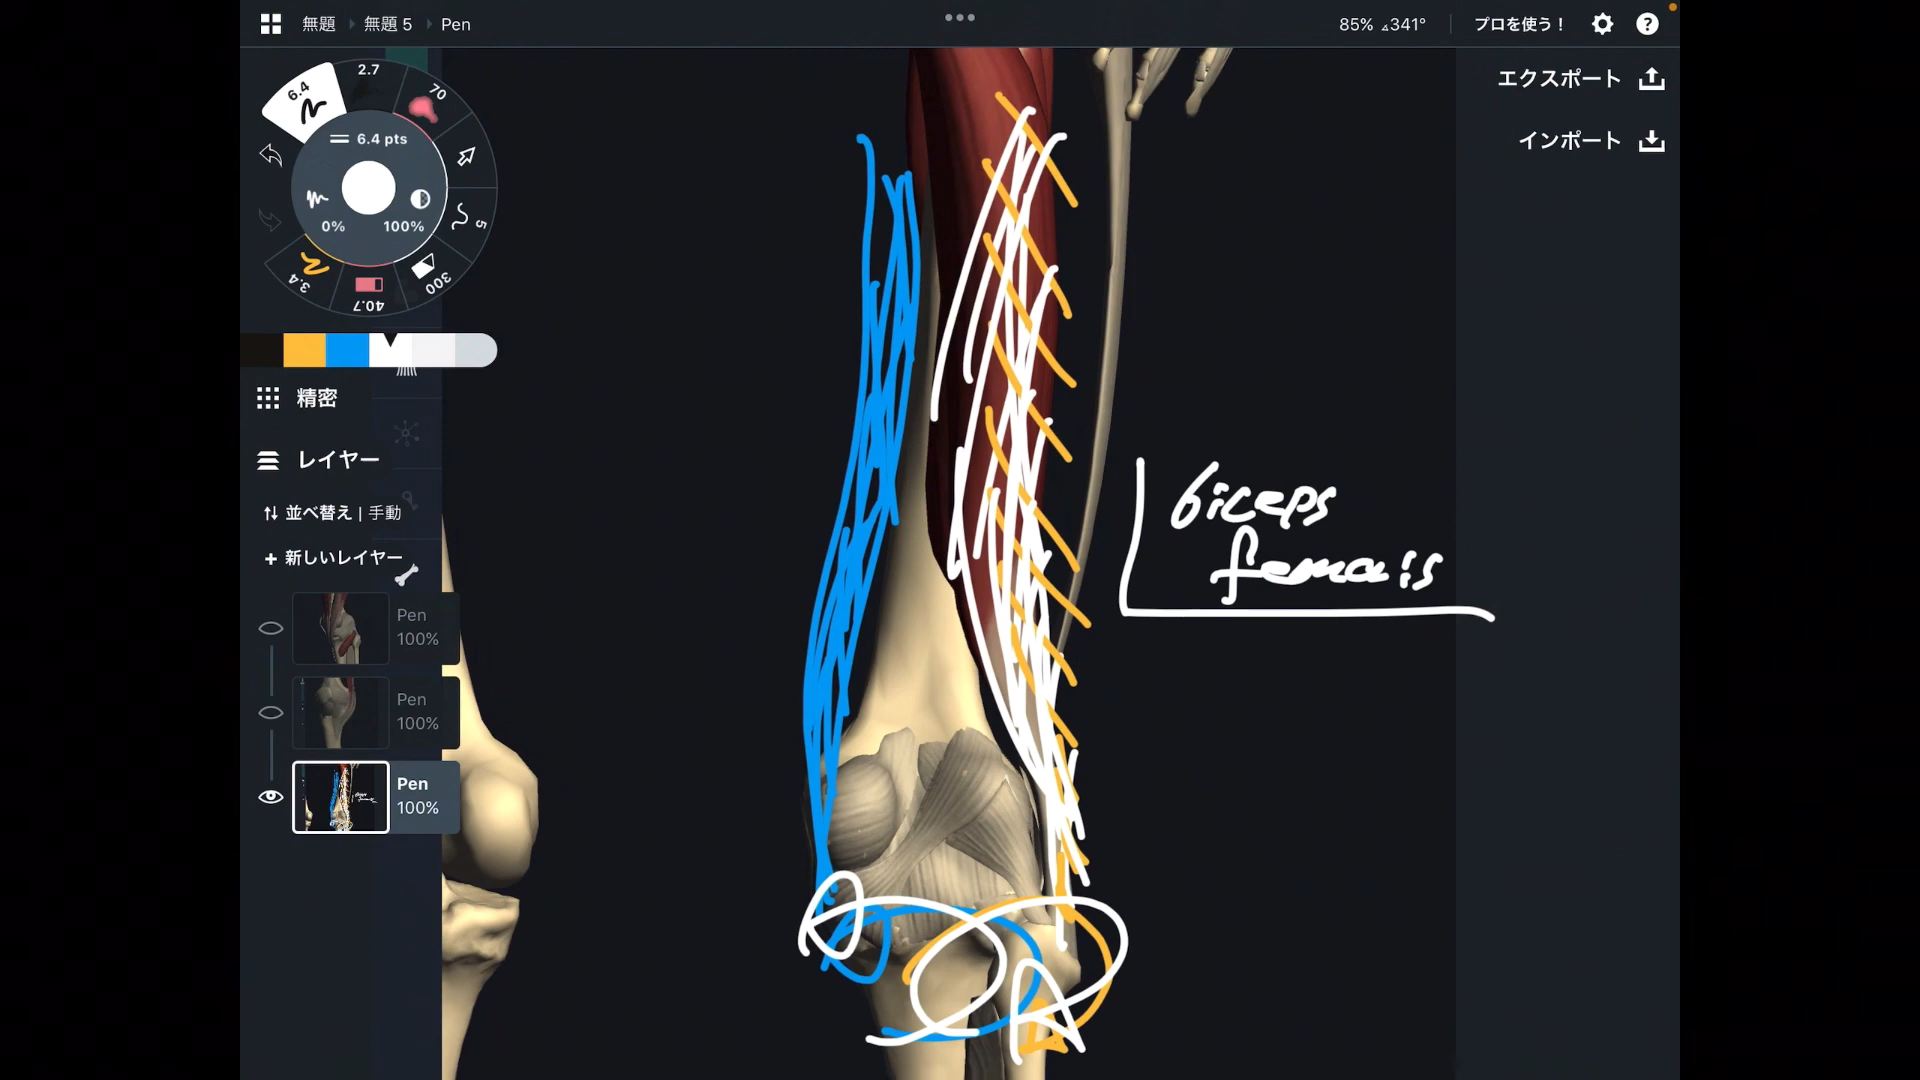 無題 › 無題 5 › Pen
85% ⊿341°
プロを使う！
エクスポート
インポート
6.4
2.7
70
6.4 pts
0%
100%
5
300
40.7
3.4
精密
レイヤー
並べ替え | 手動
+ 新しいレイヤー
Pen
100%
Pen
100%
Pen
100%
biceps
femoris